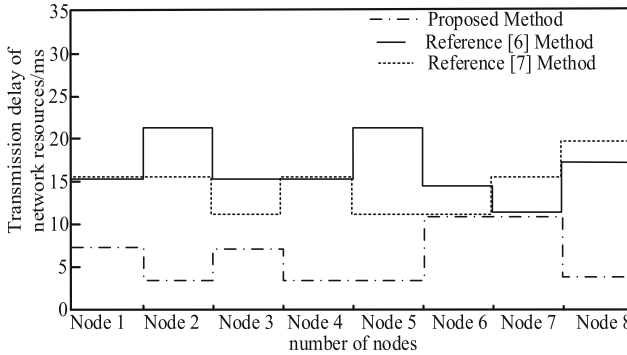 35
30
25
20
15
10
5
0
Transmission delay of
network resources/ms
Proposed Method
Reference [6] Method
Reference [7] Method
Node 1 Node 2 Node 3 Node 4 Node 5 Node 6 Node 7 Node 8
number of nodes